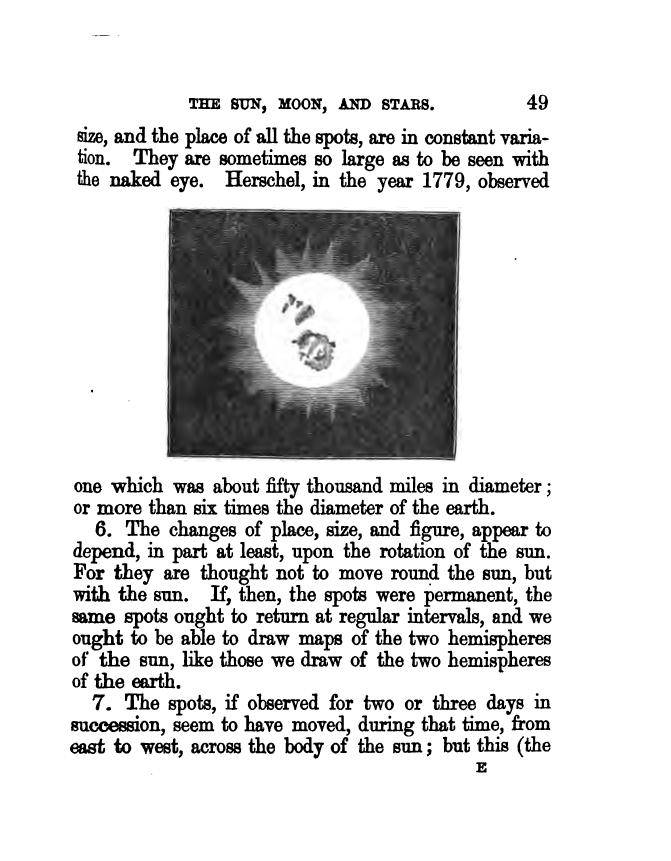 THE SUN, MOON, AND STARS. 49
size, and the place of all the spots, are in constant varia-
tion. They are sometimes so large as to be seen with
the naked eye. Herschel, in the year 1779, observed
one which was about fifty thousand miles in diameter;
or more than six times the diameter of the earth.
6. The changes of place, size, and figure, appear to
depend, in part at least, upon the rotation of the sun.
For they are thought not to move round the sun, but
with the sun. If, then, the spots were permanent, the
same spots ought to return at regular intervals, and we
ought to be able to draw maps of the two hemispheres
of the sun, like those we draw of the two hemispheres
of the earth.
7. The spots, if observed for two or three days in
succession, seem to have moved, during that time, from
east to west, across the body of the sun; but this (the
E